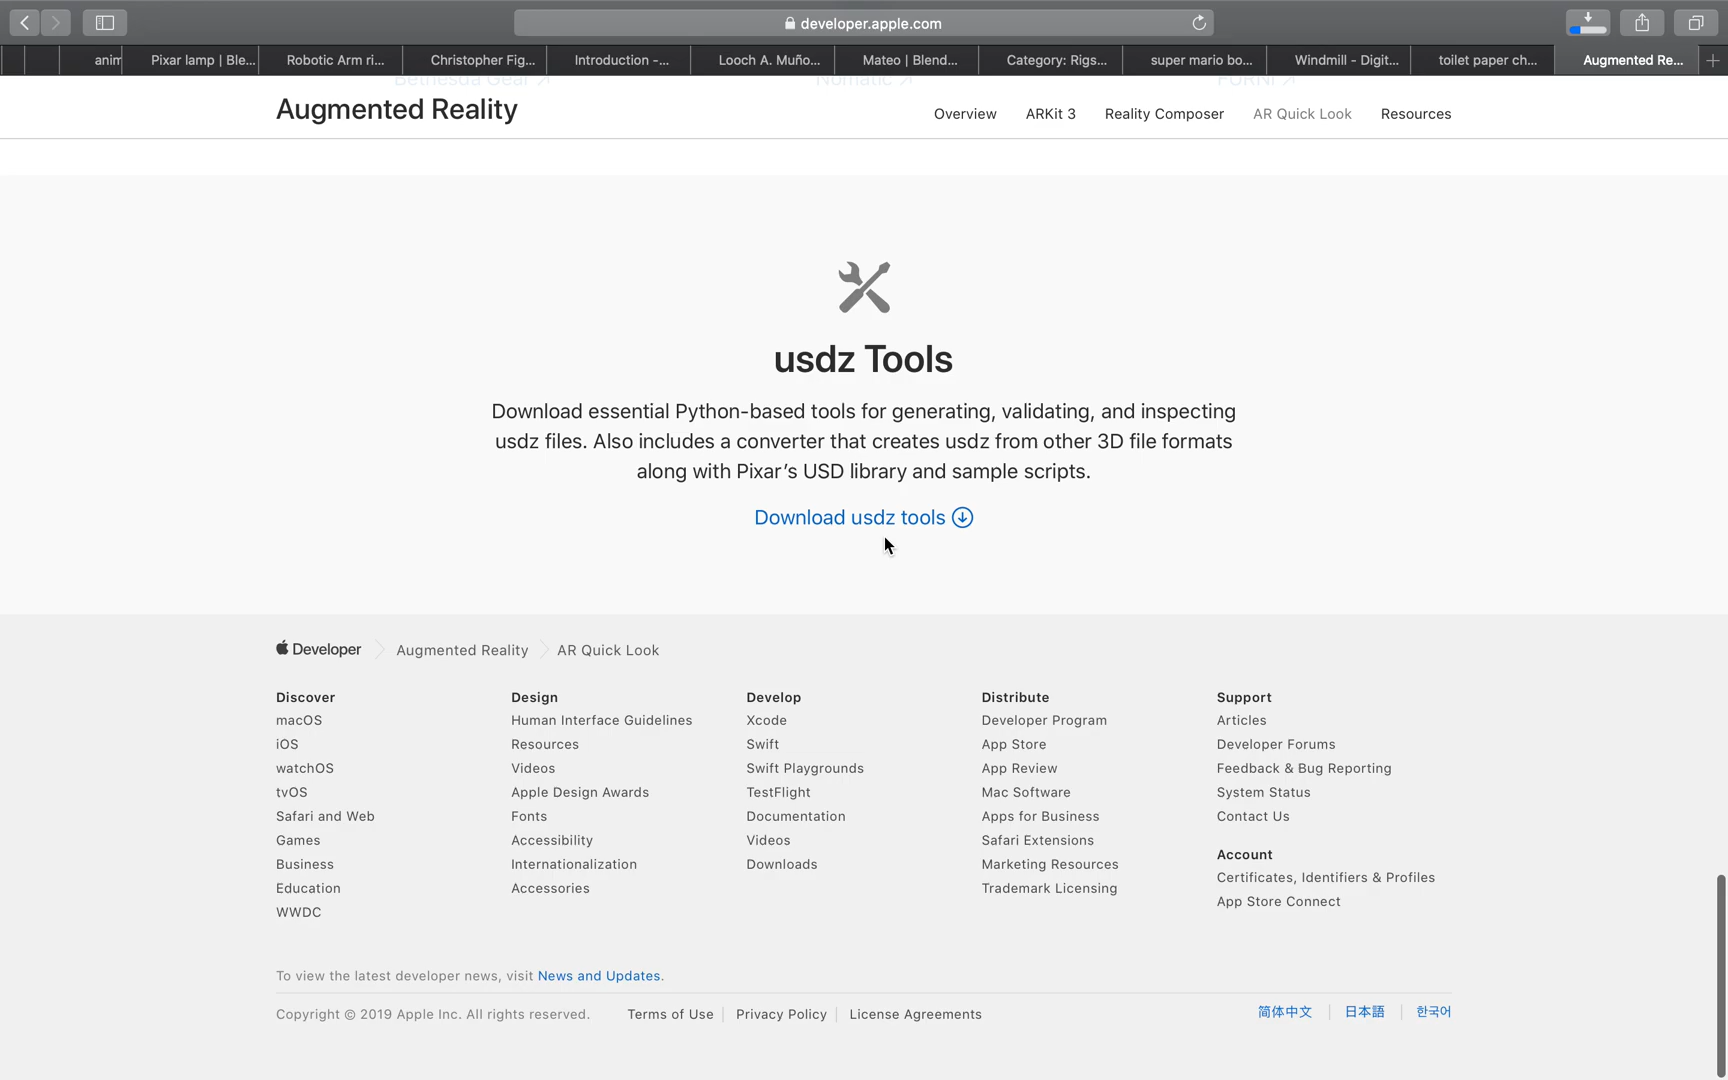 developer.apple.com
anim
Pixar lamp | Ble...
Robotic Arm ri...
Christopher Fig...
Introduction -...
Looch A. Muño...
Mateo | Blend...
Category: Rigs...
super mario bo...
Windmill - Digit...
toilet paper ch...
Augmented Re...
Bethesda Gear ↗
Nomatic ↗
FURNI ↗
Augmented Reality
Overview
ARKit 3
Reality Composer
AR Quick Look
Resources
usdz Tools
Download essential Python-based tools for generating, validating, and inspecting
usdz files. Also includes a converter that creates usdz from other 3D file formats
along with Pixar's USD library and sample scripts.
Download usdz tools
Developer
Augmented Reality
AR Quick Look
Discover
macOS
iOS
watchOS
tvOS
Safari and Web
Games
Business
Education
WWDC
Design
Human Interface Guidelines
Resources
Videos
Apple Design Awards
Fonts
Accessibility
Internationalization
Accessories
Develop
Xcode
Swift
Swift Playgrounds
TestFlight
Documentation
Videos
Downloads
Distribute
Developer Program
App Store
App Review
Mac Software
Apps for Business
Safari Extensions
Marketing Resources
Trademark Licensing
Support
Articles
Developer Forums
Feedback & Bug Reporting
System Status
Contact Us
Account
Certificates, Identifiers & Profiles
App Store Connect
To view the latest developer news, visit News and Updates.
Copyright © 2019 Apple Inc. All rights reserved.
Terms of Use
Privacy Policy
License Agreements
简体中文
日本語
한국어